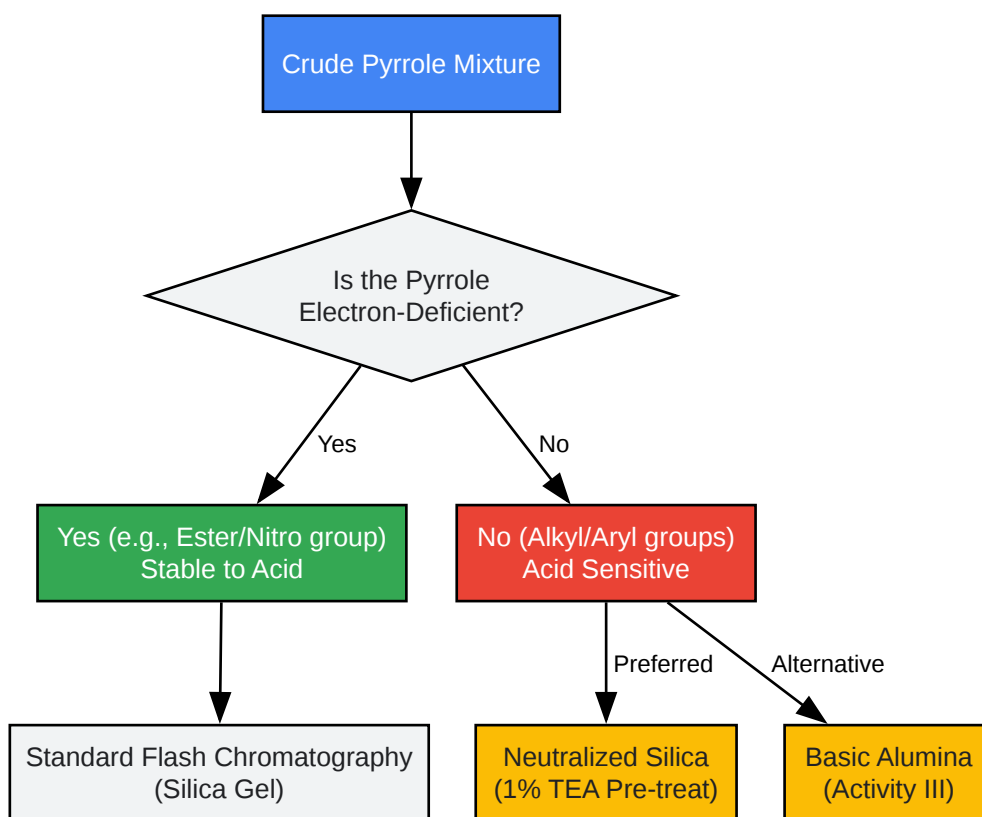 Crude Pyrrole Mixture
Is the Pyrrole
Electron-Deficient?
Yes
No
Yes (e.g., Ester/Nitro group)
Stable to Acid
No (Alkyl/Aryl groups)
Acid Sensitive
Preferred
Alternative
Standard Flash Chromatography
(Silica Gel)
Neutralized Silica
(1% TEA Pre-treat)
Basic Alumina
(Activity III)